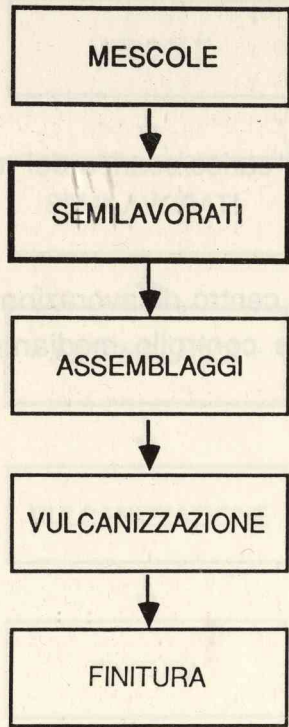 MESCOLE
SEMILAVORATI
ASSEMBLAGGI
VULCANIZZAZIONE
FINITURA